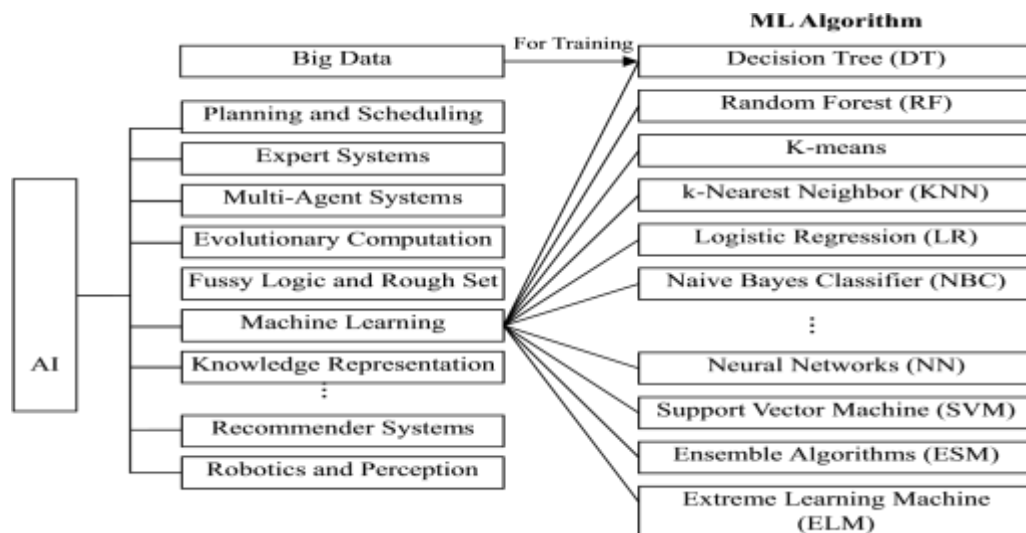 ML Algorithm
Big Data
For Training
Decision Tree (DT)
Planning and Scheduling
Random Forest (RF)
Expert Systems
K-means
Multi-Agent Systems
k-Nearest Neighbor (KNN)
Evolutionary Computation
Logistic Regression (LR)
Fussy Logic and Rough Set
Naive Bayes Classifier (NBC)
Machine Learning
⋮
AI
Knowledge Representation
Neural Networks (NN)
⋮
Support Vector Machine (SVM)
Recommender Systems
Ensemble Algorithms (ESM)
Robotics and Perception
Extreme Learning Machine
(ELM)